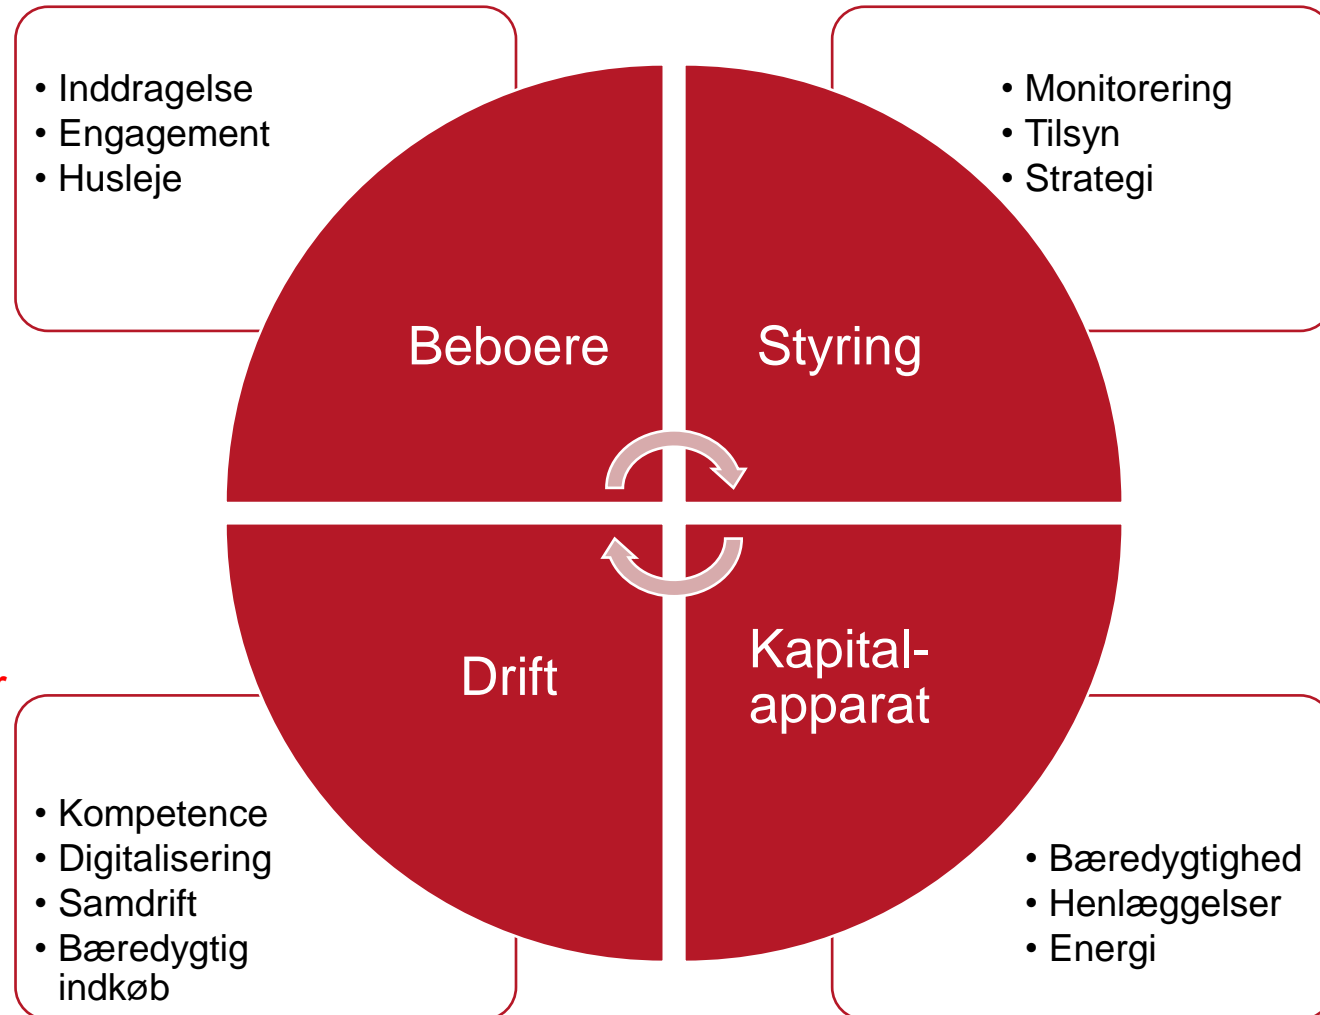 • Inddragelse
• Engagement
• Husleje
• Monitorering
• Tilsyn
• Strategi
Beboere
Styring
Drift
Kapital-
apparat
• Kompetence
• Digitalisering
• Samdrift
• Bæredygtig
indkøb
• Bæredygtighed
• Henlæggelser
• Energi